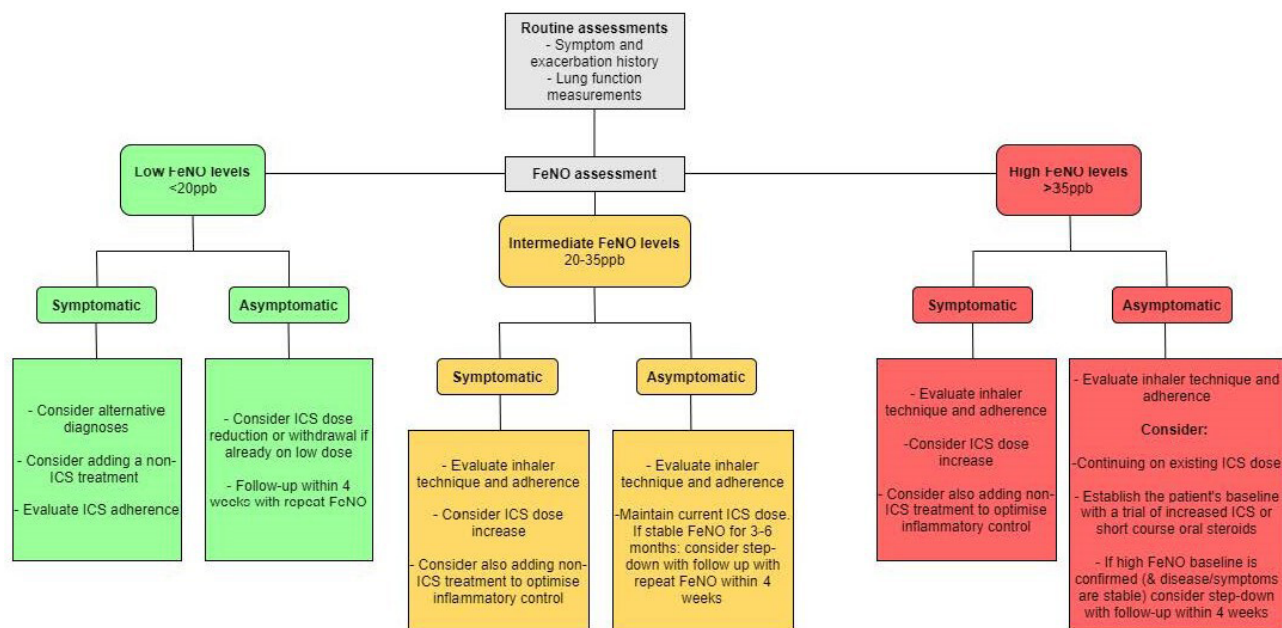 Routine assessments
- Symptom and
exacerbation history
- Lung function
measurements
FeNO assessment
Low FeNO levels
<20ppb
Symptomatic
- Consider alternative
diagnoses
- Consider adding a non-
ICS treatment
- Evaluate ICS adherence
Asymptomatic
- Consider ICS dose
reduction or withdrawal if
already on low dose
- Follow-up within 4
weeks with repeat FeNO
Intermediate FeNO levels
20-35ppb
Symptomatic
- Evaluate inhaler
technique and adherence
- Consider ICS dose
increase
- Consider also adding non-
ICS treatment to optimise
inflammatory control
Asymptomatic
- Evaluate inhaler
technique and adherence
-Maintain current ICS dose.
If stable FeNO for 3-6
months: consider step-
down with follow up with
repeat FeNO within 4
weeks
High FeNO levels
>35ppb
Symptomatic
- Evaluate inhaler
technique and adherence
-Consider ICS dose
increase
- Consider also adding non-
ICS treatment to optimise
inflammatory control
Asymptomatic
- Evaluate inhaler technique and
adherence
Consider:
-Continuing on existing ICS dose
- Establish the patient's baseline
with a trial of increased ICS or
short course oral steroids
- If high FeNO baseline is
confirmed (& disease/symptoms
are stable) consider step-down
with follow-up within 4 weeks